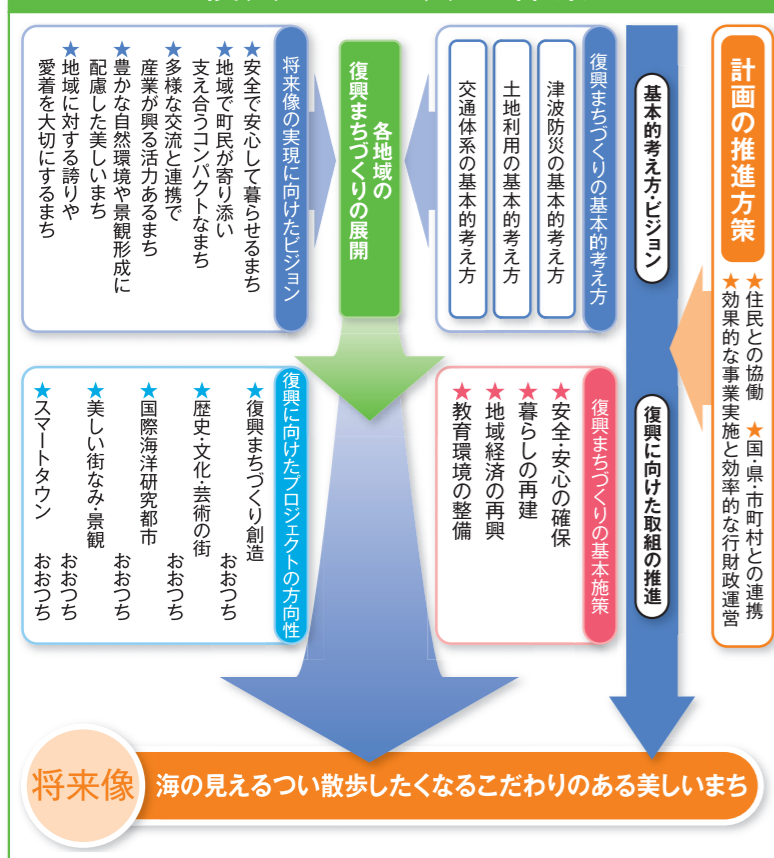 計画の推進方策
★住民との協働　★国・県・市町村との連携
★効果的な事業実施と効率的な行財政運営
基本的考え方・ビジョン
復興に向けた取組の推進
復興まちづくりの基本的考え方
津波防災の基本的考え方
土地利用の基本的考え方
交通体系の基本的考え方
各地域の
復興まちづくりの展開
将来像の実現に向けたビジョン
★安全で安心して暮らせるまち
★地域で町民が寄り添い
支え合うコンパクトなまち
★多様な交流と連携で
産業が興る活力あるまち
★豊かな自然環境や景観形成に
配慮した美しいまち
★地域に対する誇りや
愛着を大切にするまち
復興まちづくりの基本施策
★安全・安心の確保
★暮らしの再建
★地域経済の再興
★教育環境の整備
復興に向けたプロジェクトの方向性
★復興まちづくり創造
おおつち
★歴史・文化・芸術の街
おおつち
★国際海洋研究都市
おおつち
★美しい街なみ・景観
おおつち
★スマートタウン
おおつち
将来像
海の見えるつい散歩したくなるこだわりのある美しいまち